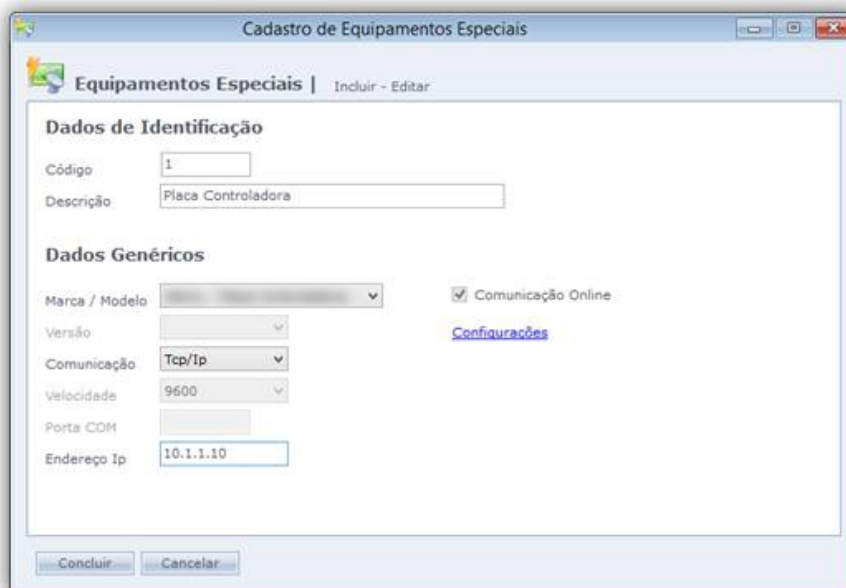 Cadastro de Equipamentos Especiais
Equipamentos Especiais | Incluir - Editar
Dados de Identificação
Código 1
Descrição Placa Controladora
Dados Genéricos
Marca / Modelo
Comunicação Online
Versão
Configurações
Comunicação Tcp/Ip
Velocidade 9600
Porta COM
Endereço Ip 10.1.1.10
Concluir Cancelar